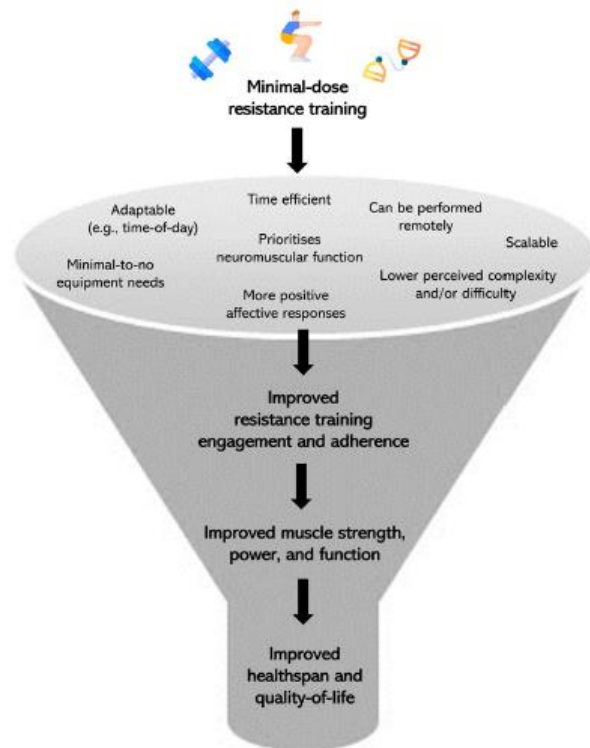 Minimal-dose
resistance training
Adaptable
(e.g., time-of-day)
Time efficient
Can be performed
remotely
Scalable
Minimal-to-no
equipment needs
Prioritises
neuromuscular function
Lower perceived complexity
and/or difficulty
More positive
affective responses
Improved
resistance training
engagement and adherence
Improved muscle strength,
power, and function
Improved
healthspan and
quality-of-life